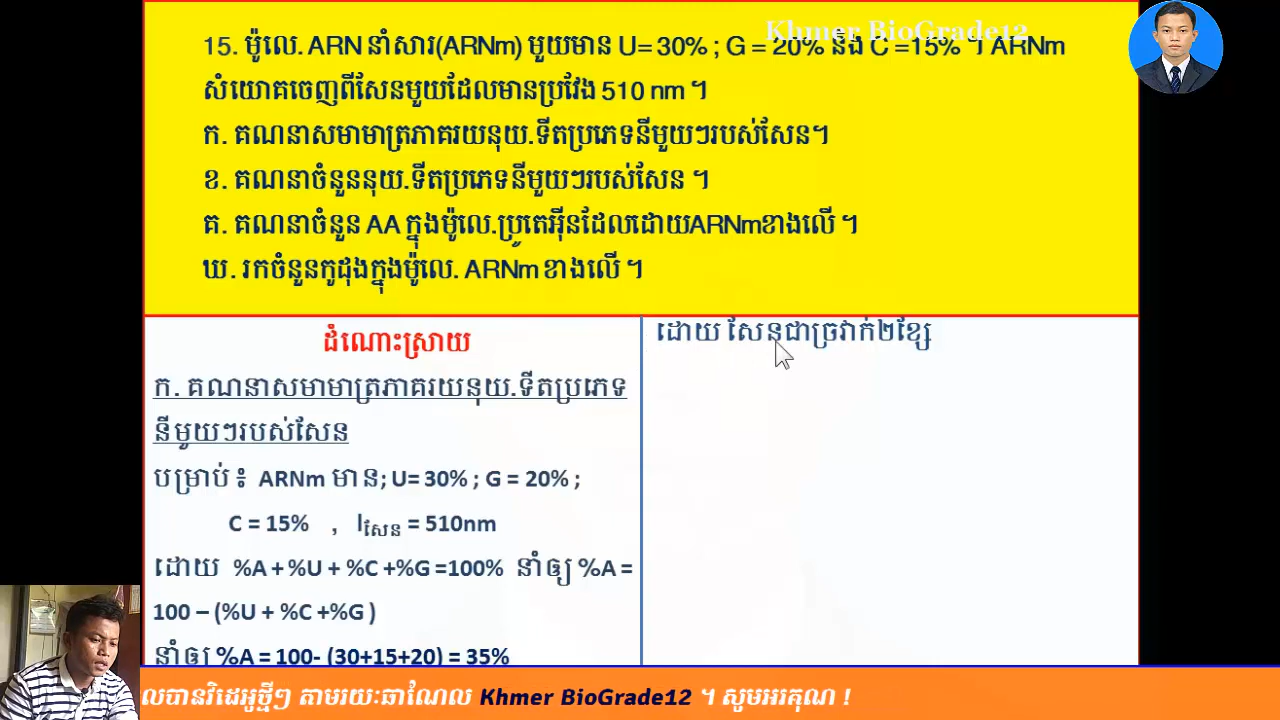 Khmer BioGrade12
15. ម៉ូលេ. ARN នាំសារ(ARNm) មួយមាន U= 30% ; G = 20% និង C =15% ។ ARNm
សំយោគចេញពីសែនមួយដែលមានប្រវែង 510 nm ។
ក. គណនាសមាមាត្រភាគរយនុយ.ទីតប្រភេទនីមួយៗរបស់សែន។
ខ. គណនាចំនួននុយ.ទីតប្រភេទនីមួយៗរបស់សែន ។
គ. គណនាចំនួន AA ក្នុងម៉ូលេ.ប្រូតេអ៊ីនដែលដោយARNmខាងលើ ។
ឃ. រកចំនួនកូដុងក្នុងម៉ូលេ. ARNm ខាងលើ ។
ដំណោះស្រាយ
ក. គណនាសមាមាត្រភាគរយនុយ.ទីតប្រភេទ
នីមួយៗរបស់សែន
បម្រាប់ ៖ ARNm មាន; U= 30% ; G = 20% ;
C = 15% , lសែន = 510nm
ដោយ %A + %U + %C +%G =100% នាំឲ្យ %A =
100 – (%U + %C +%G )
នាំឲ្យ %A = 100- (30+15+20) = 35%
ដោយ សែនជាច្រវាក់២ខ្សែ
លបានវិដេអូថ្មីៗ តាមរយៈឆាណែល Khmer BioGrade12 ។ សូមអរគុណ !